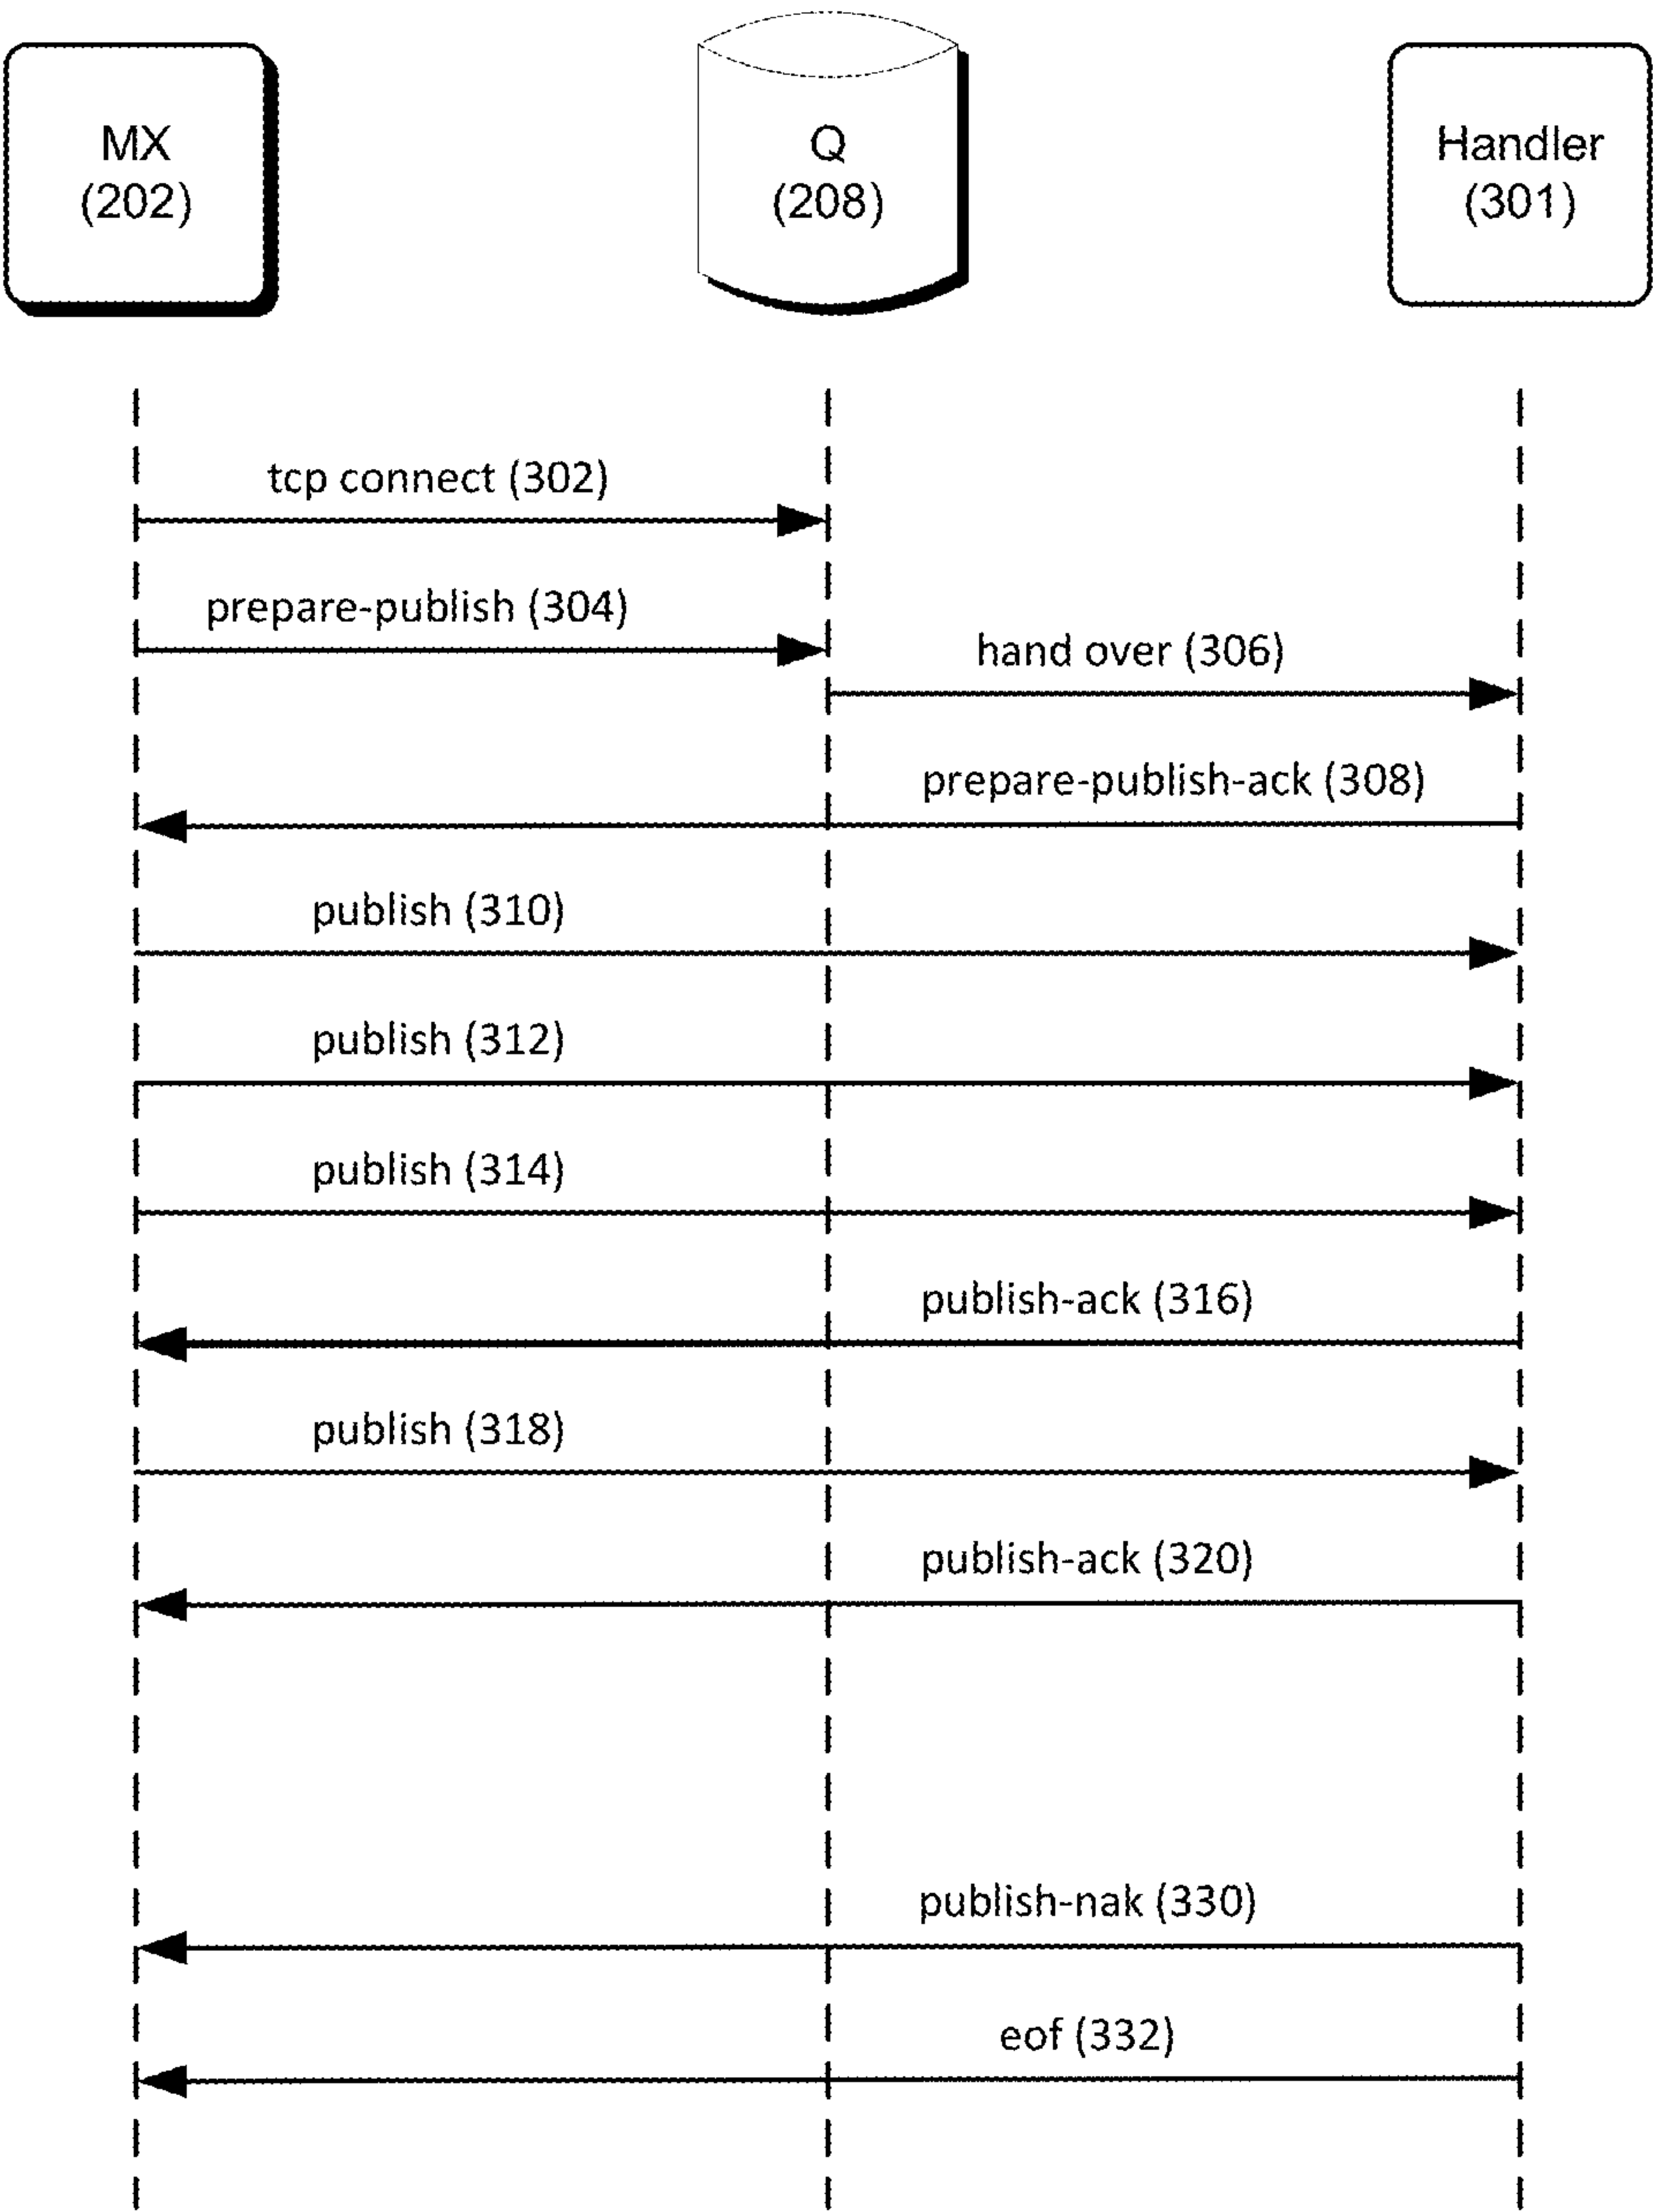 MX
(202)
Q
(208)
Handler
(301)
tcp connect (302)
prepare-publish (304)
hand over (306)
prepare-publish-ack (308)
publish (310)
publish (312)
publish (314)
publish-ack (316)
publish (318)
publish-ack (320)
publish-nak (330)
eof (332)